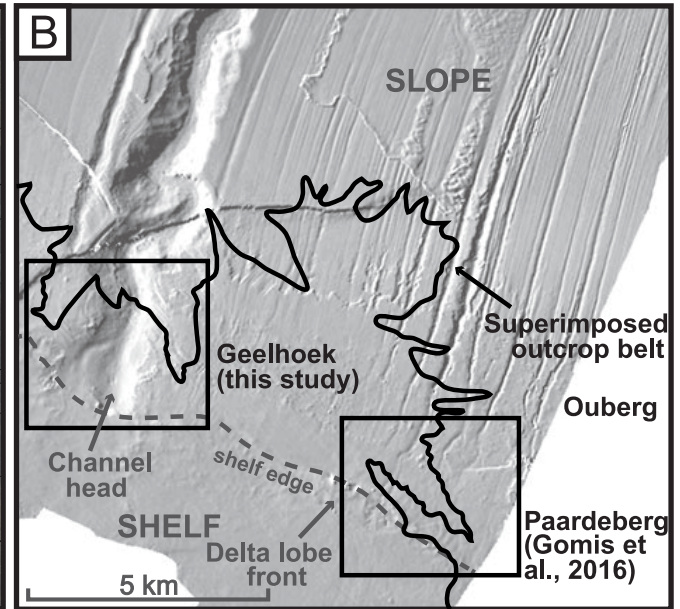 B
SLOPE
Superimposed
outcrop belt
Geelhoek
(this study)
Ouberg
Channel
head
shelf edge
SHELF
Delta lobe
front
Paardeberg
(Gomis et
al., 2016)
5 km